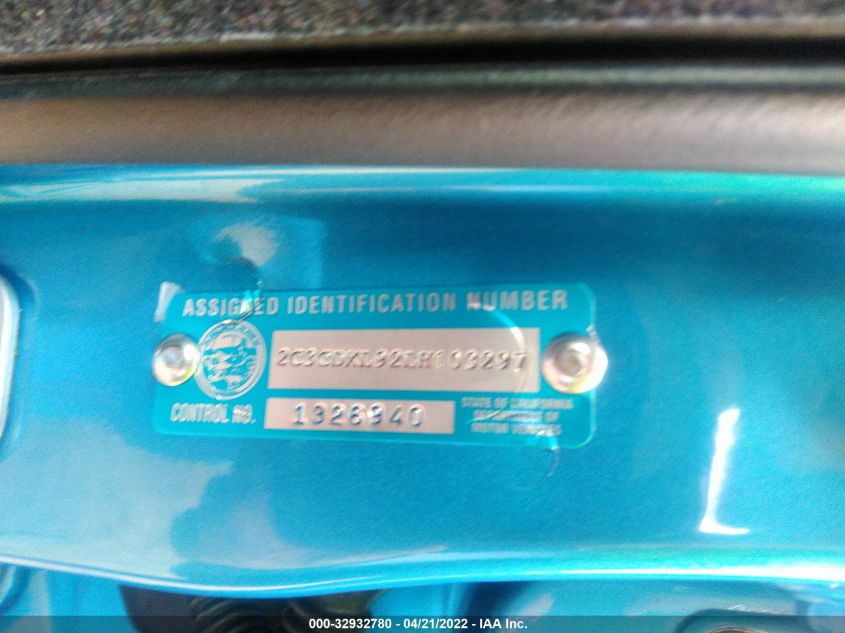 ASSIGNED IDENTIFICATION NUMBER
2C3CDXL92LH103297
CONTROL NO. 1326940
STATE OF CALIFORNIA
DEPARTMENT OF
MOTOR VEHICLES
000-32932780 - 04/21/2022 - IAA Inc.